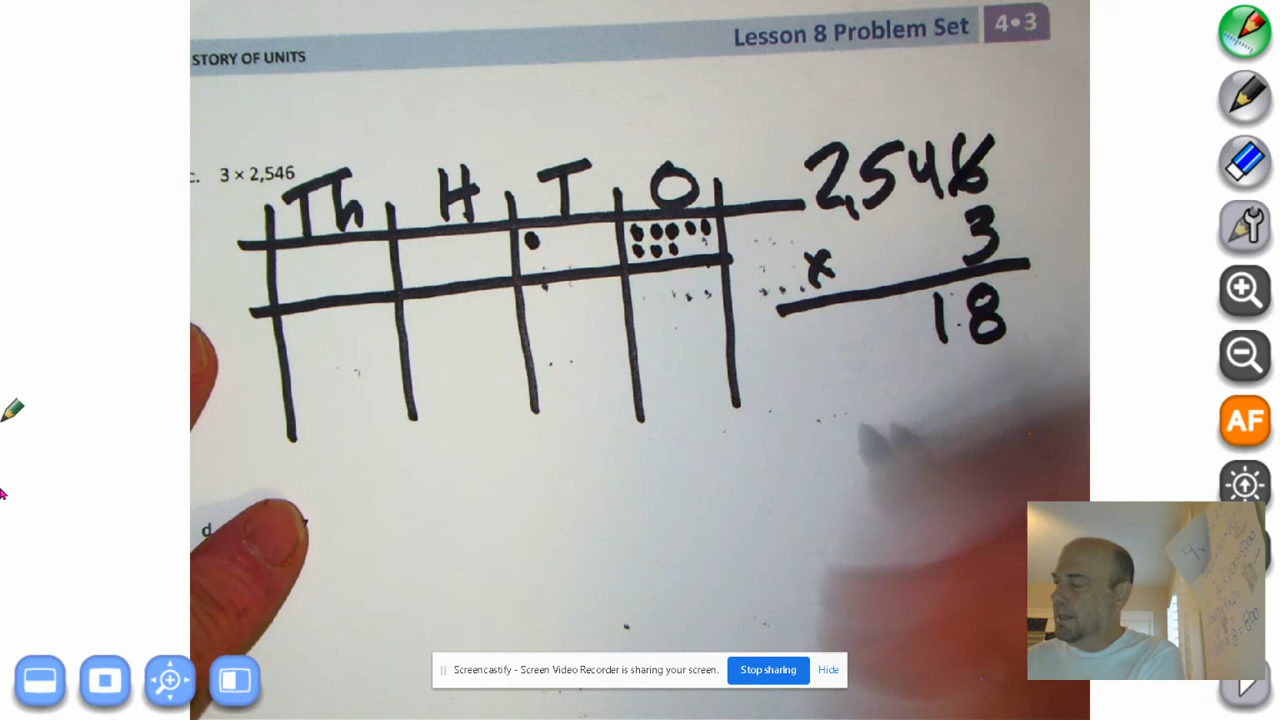 STORY OF UNITS
Lesson 8 Problem Set 4•3
c. 3 × 2,546
Th H T O
2,546
× 3
18
d
AF
Screencastify - Screen Video Recorder is sharing your screen. Stop sharing Hide